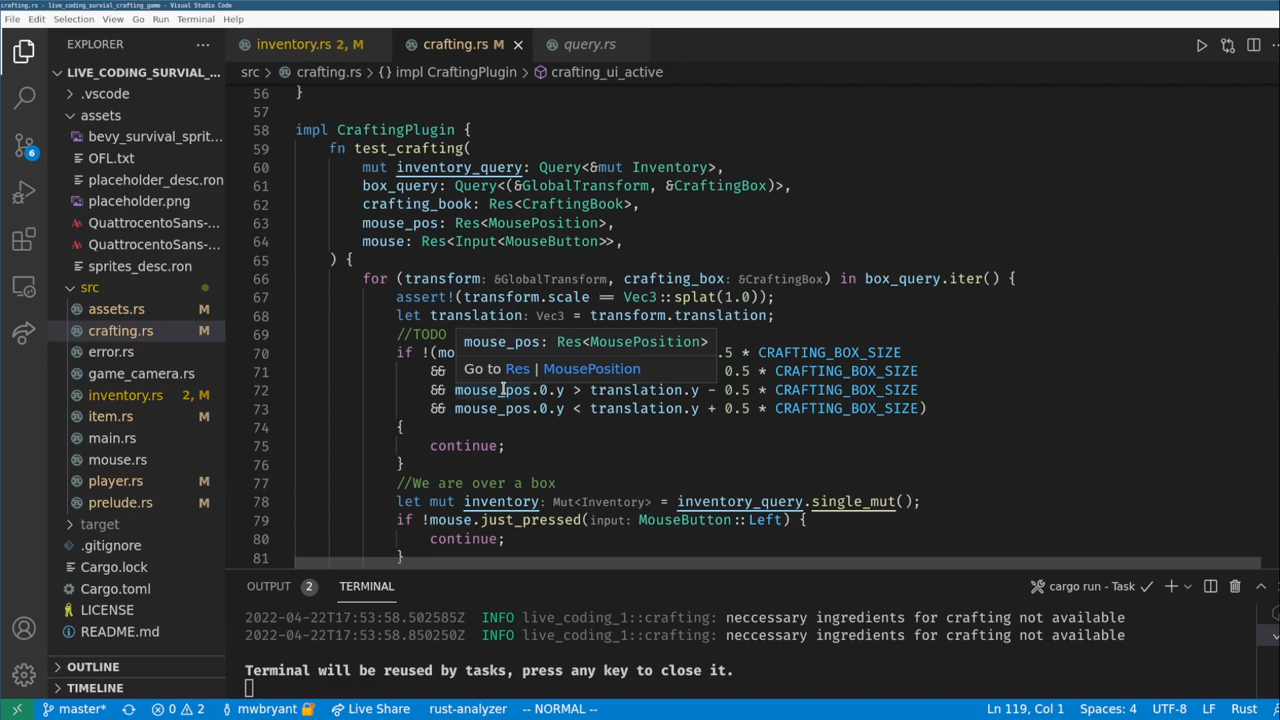 crafting.rs - live_coding_survial_crafting_game - Visual Studio Code
File Edit Selection View Go Run Terminal Help
EXPLORER
LIVE_CODING_SURVIAL_...
.vscode
assets
bevy_survival_sprit...
OFL.txt
placeholder_desc.ron
placeholder.png
QuattrocentoSans-...
QuattrocentoSans-...
sprites_desc.ron
src
assets.rs M
crafting.rs M
error.rs
game_camera.rs
inventory.rs 2, M
item.rs M
main.rs
mouse.rs
player.rs M
prelude.rs M
target
.gitignore
Cargo.lock
Cargo.toml
LICENSE
README.md
OUTLINE
TIMELINE
6
inventory.rs 2, M crafting.rs M query.rs
src > crafting.rs > {} impl CraftingPlugin > crafting_ui_active
56 }
57
58 impl CraftingPlugin {
59 fn test_crafting(
60 mut inventory_query: Query<&mut Inventory>,
61 box_query: Query<(&GlobalTransform, &CraftingBox)>,
62 crafting_book: Res<CraftingBook>,
63 mouse_pos: Res<MousePosition>,
64 mouse: Res<Input<MouseButton>>,
65 ) {
66 for (transform: &GlobalTransform, crafting_box: &CraftingBox) in box_query.iter() {
67 assert!(transform.scale == Vec3::splat(1.0));
68 let translation: Vec3 = transform.translation;
69 //TODO
mouse_pos: Res<MousePosition>
Go to Res | MousePosition
70 if !(mo .5 * CRAFTING_BOX_SIZE
71 && 0.5 * CRAFTING_BOX_SIZE
72 && mouse_pos.0.y > translation.y - 0.5 * CRAFTING_BOX_SIZE
73 && mouse_pos.0.y < translation.y + 0.5 * CRAFTING_BOX_SIZE)
74 {
75 continue;
76 }
77 //We are over a box
78 let mut inventory: Mut<Inventory> = inventory_query.single_mut();
79 if !mouse.just_pressed(input: MouseButton::Left) {
80 continue;
81 }
OUTPUT 2 TERMINAL cargo run - Task
2022-04-22T17:53:58.502585Z INFO live_coding_1::crafting: neccessary ingredients for crafting not available
2022-04-22T17:53:58.850250Z INFO live_coding_1::crafting: neccessary ingredients for crafting not available
Terminal will be reused by tasks, press any key to close it.
master* 0 2 mwbryant Live Share rust-analyzer -- NORMAL -- Ln 119, Col 1 Spaces: 4 UTF-8 LF Rust